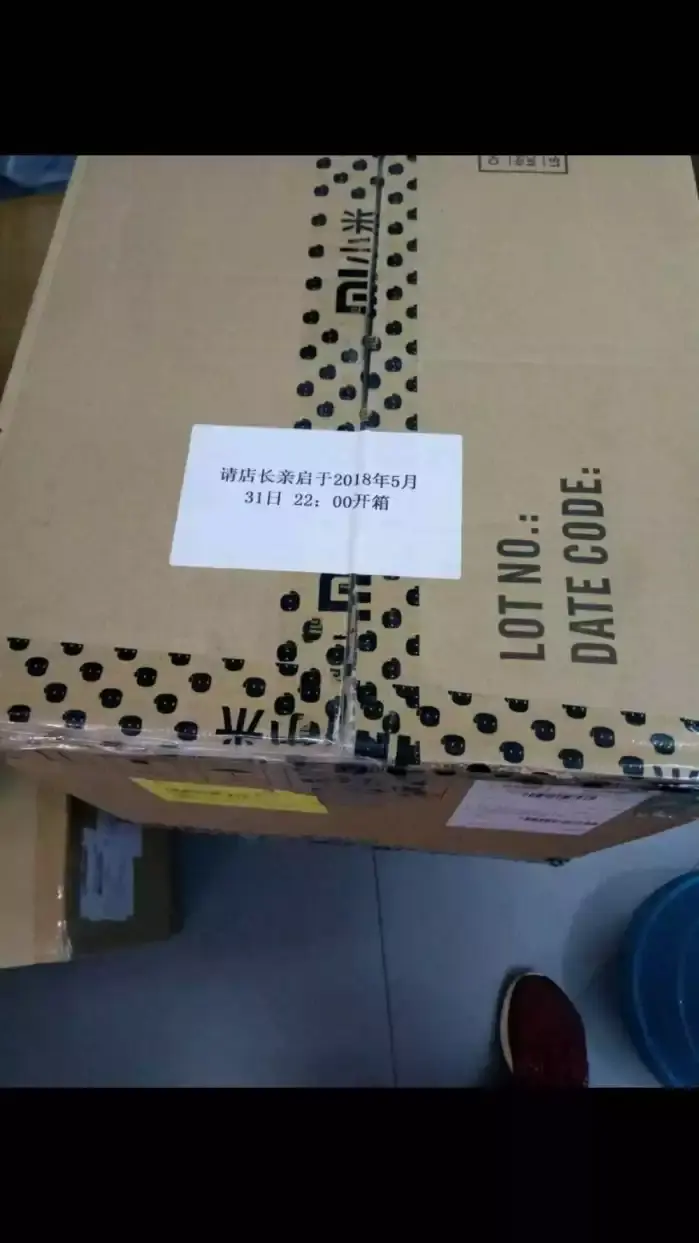 小米
请店长亲启于2018年5月
31日 22：00开箱
LOT NO.:
DATE CODE:
小米